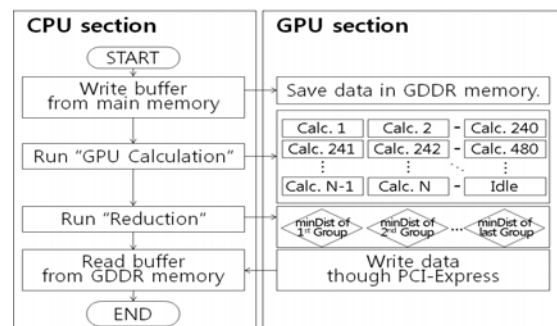 CPU section
GPU section
START
Write buffer
from main memory
Save data in GDDR memory.
Run "GPU Calculation"
Calc. 1 Calc. 2 - Calc. 240
Calc. 241 Calc. 242 - Calc. 480
Calc. N-1 Calc. N - Idle
Run "Reduction"
minDist of
1st Group
minDist of
2nd Group
...
minDist of
last Group
Read buffer
from GDDR memory
Write data
though PCI-Express
END